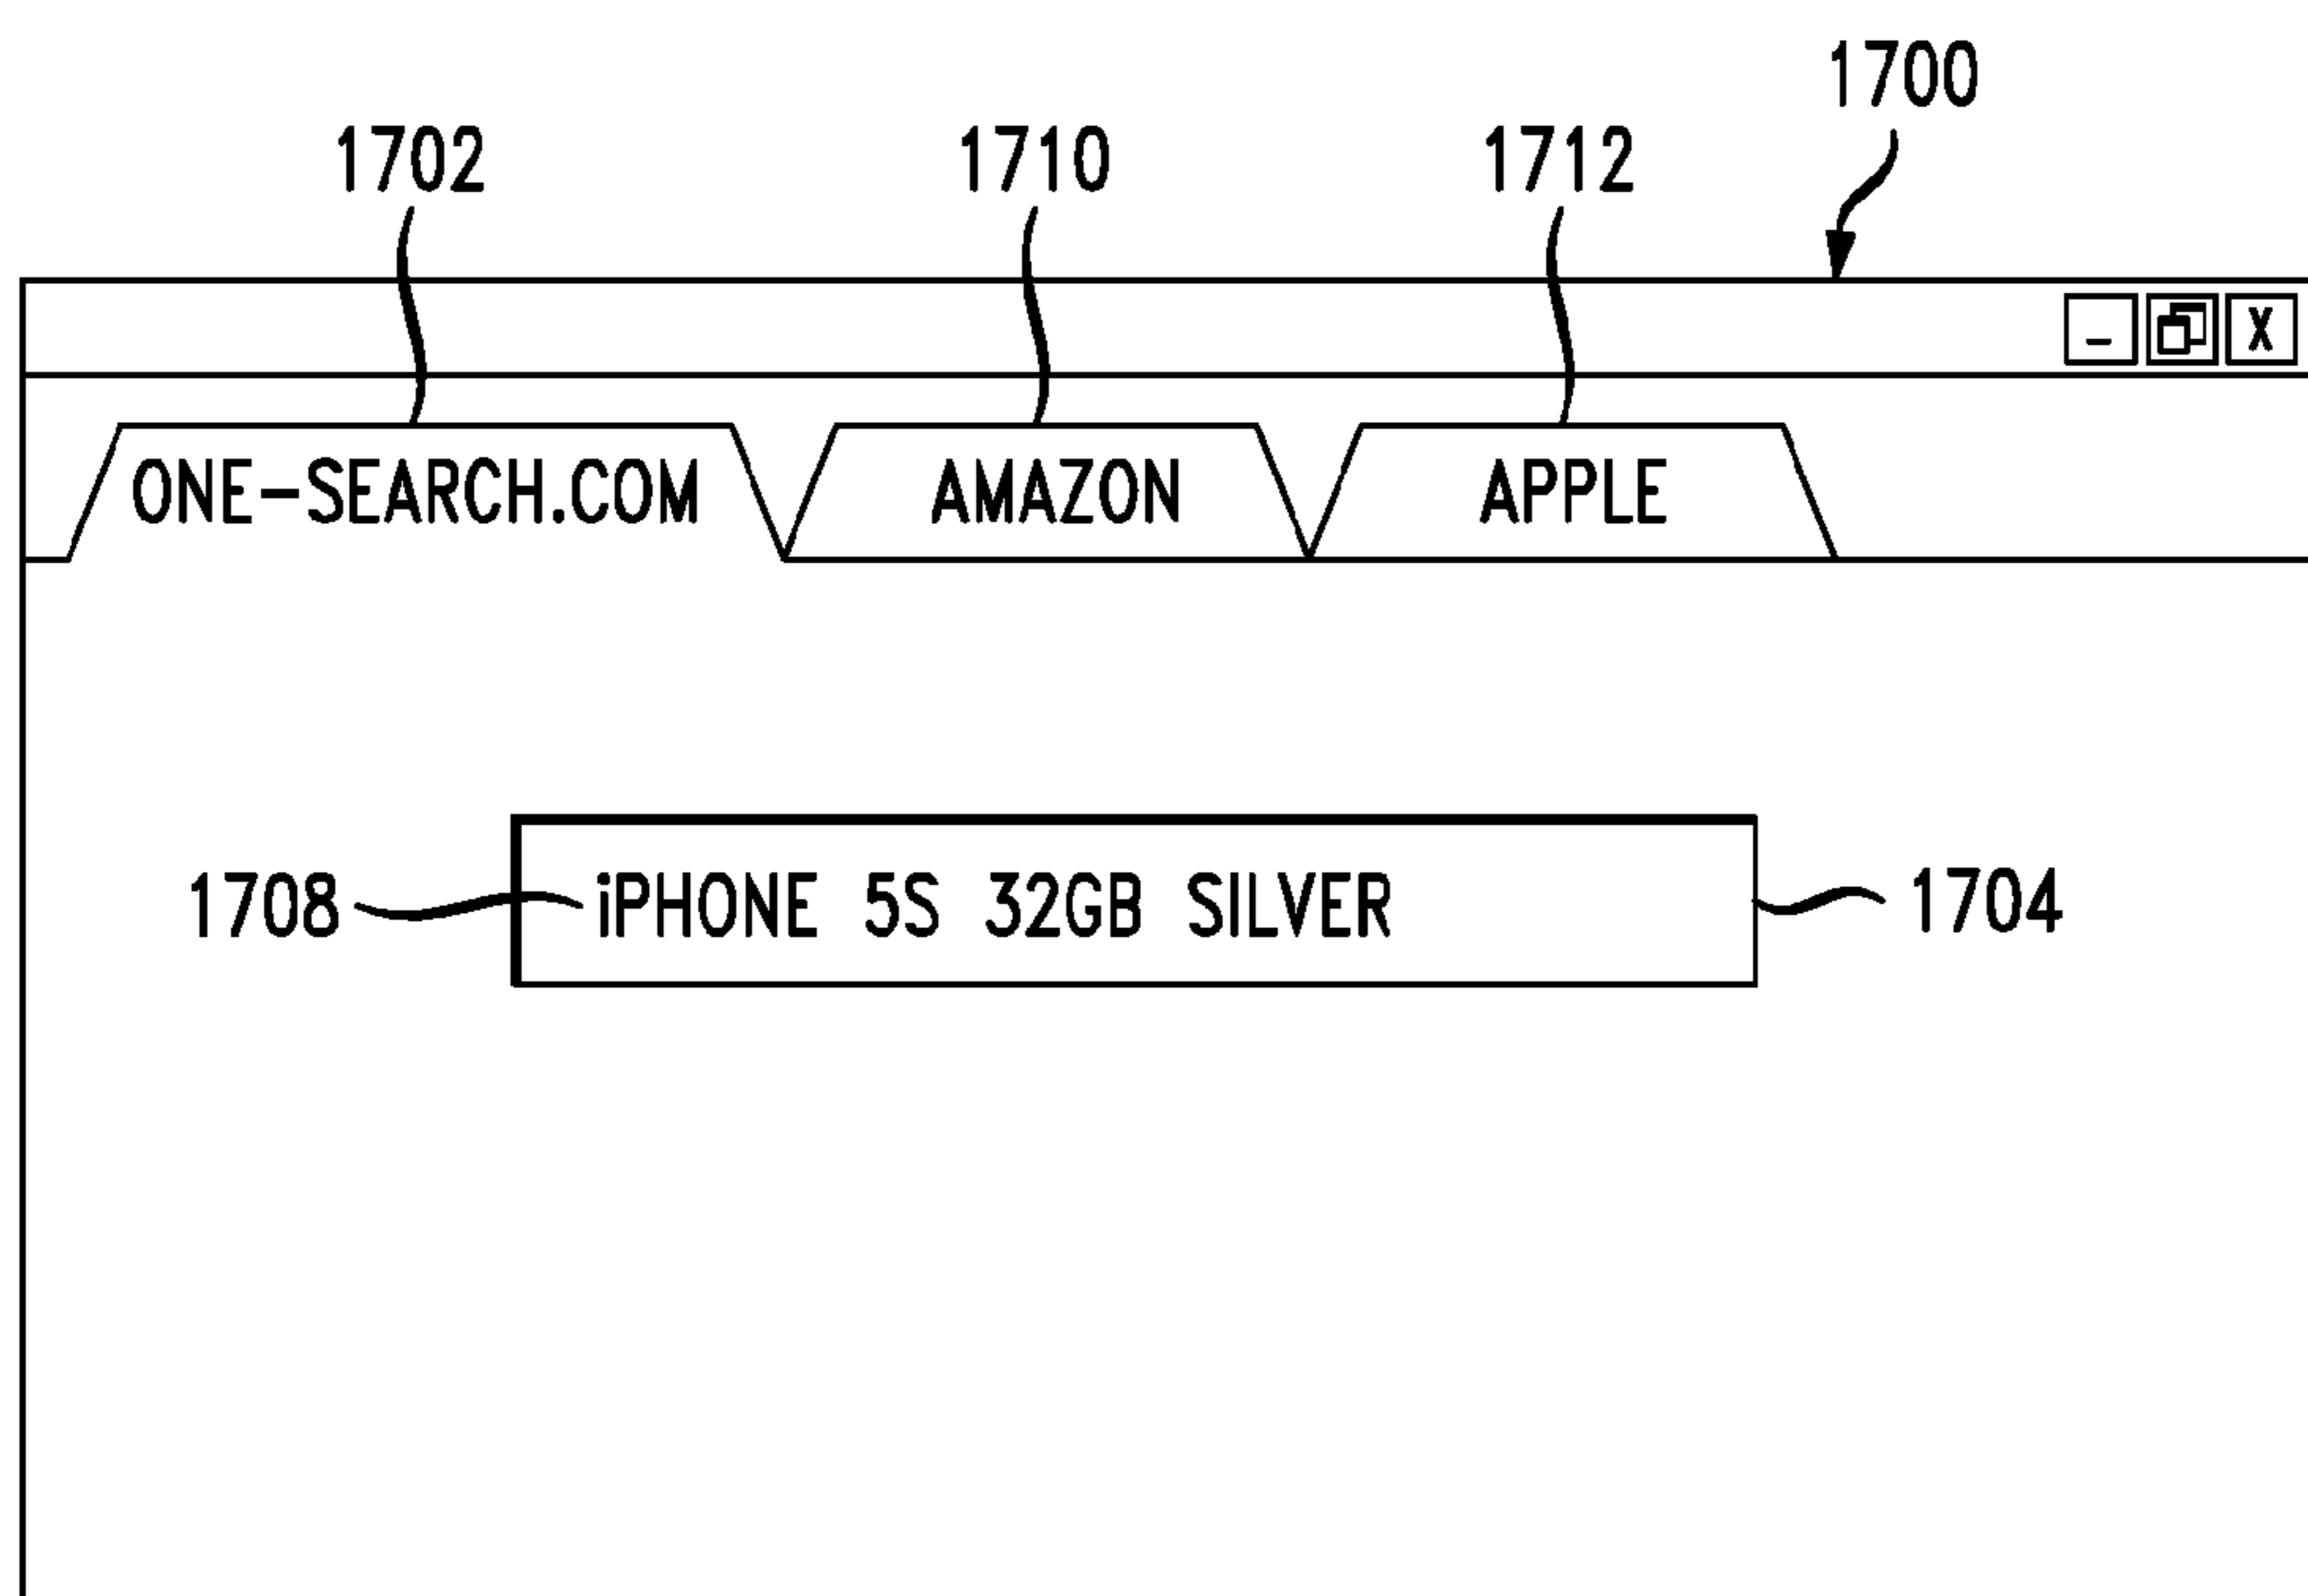 1700
1702 1710 1712
_ X
ONE-SEARCH.COM AMAZON APPLE
1708 iPHONE 5S 32GB SILVER 1704